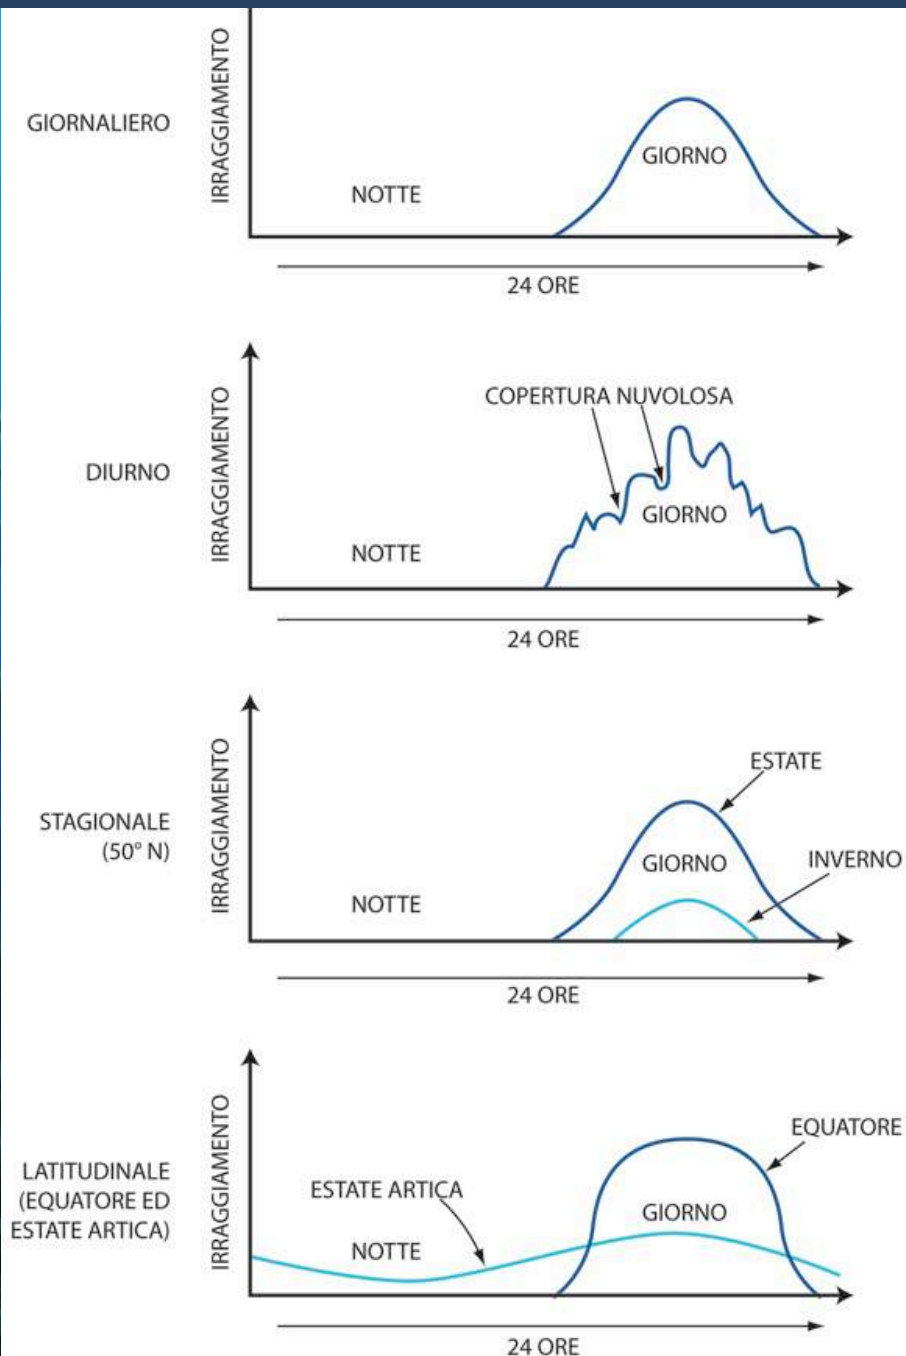 IRRAGGIAMENTO
GIORNALIERO
GIORNO
NOTTE
24 ORE
COPERTURA NUVOLOSA
IRRAGGIAMENTO
DIURNO
GIORNO
NOTTE
24 ORE
ESTATE
IRRAGGIAMENTO
STAGIONALE
(50° N)
GIORNO
INVERNO
NOTTE
24 ORE
EQUATORE
IRRAGGIAMENTO
LATITUDINALE
(EQUATORE ED
ESTATE ARTICA)
ESTATE ARTICA
GIORNO
NOTTE
24 ORE